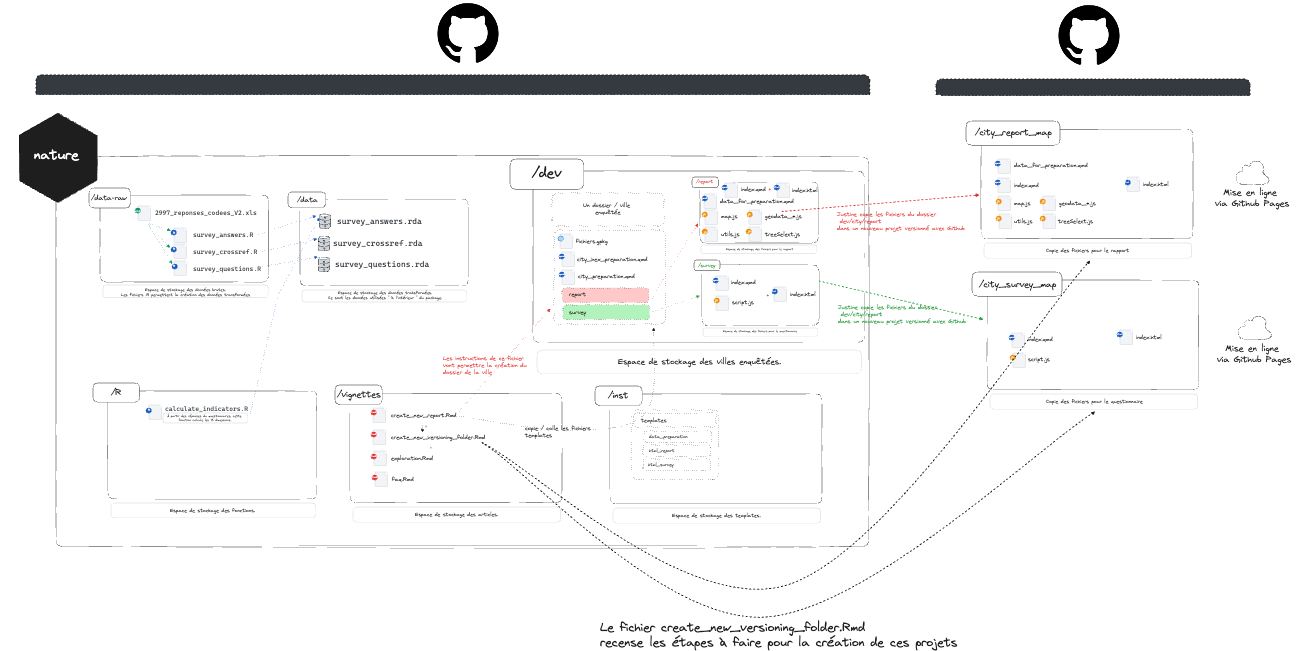 nature
/data-raw
2997_reponses_codees_V2.xls
survey_answers.R
survey_crossref.R
survey_questions.R
Espace de stockage des données brutes.
Les fichiers .R permettent la création des données transformées
/data
survey_answers.rda
survey_crossref.rda
survey_questions.rda
Espace de stockage des données transformées.
Ce sont les données utilisées "à l'intérieur" du package.
/dev
Un dossier / ville
enquêtée
fichiers.gpkg
city_hex_preparation.qmd
city_preparation.qmd
report
survey
/report
index.qmd
index.html
data_for_preparation.qmd
map.js
geodata_*.js
utils.js
treeSelect.js
Espace de stockage des fichiers pour le rapport
/survey
index.qmd
script.js
index.html
Espace de stockage des fichiers pour le questionnaire
Espace de stockage des villes enquêtées.
Les instructions de ce fichier
vont permettre la création du
dossier de la ville
Justine copie les fichiers du dossier
dev/city/report
dans un nouveau projet versionné avec Github
Justine copie les fichiers du dossier
dev/city/report
dans un nouveau projet versionné avec Github
/R
calculate_indicators.R
Espace de stockage des fonctions.
/vignettes
create_new_report.Rmd
create_new_versioning_folder.Rmd
exploration.Rmd
faq.Rmd
Espace de stockage des articles.
copie / colle les fichiers
templates
/inst
templates
data_preparation
html_report
html_survey
Espace de stockage des templates.
/city_report_map
data_for_preparation.qmd
index.qmd
index.html
map.js
geodata_*.js
utils.js
treeSelect.js
Copie des fichiers pour le rapport
Mise en ligne
via Github Pages
/city_survey_map
index.qmd
index.html
script.js
Copie des fichiers pour le questionnaire
Mise en ligne
via Github Pages
Le fichier create_new_versioning_folder.Rmd
recense les étapes à faire pour la création de ces projets